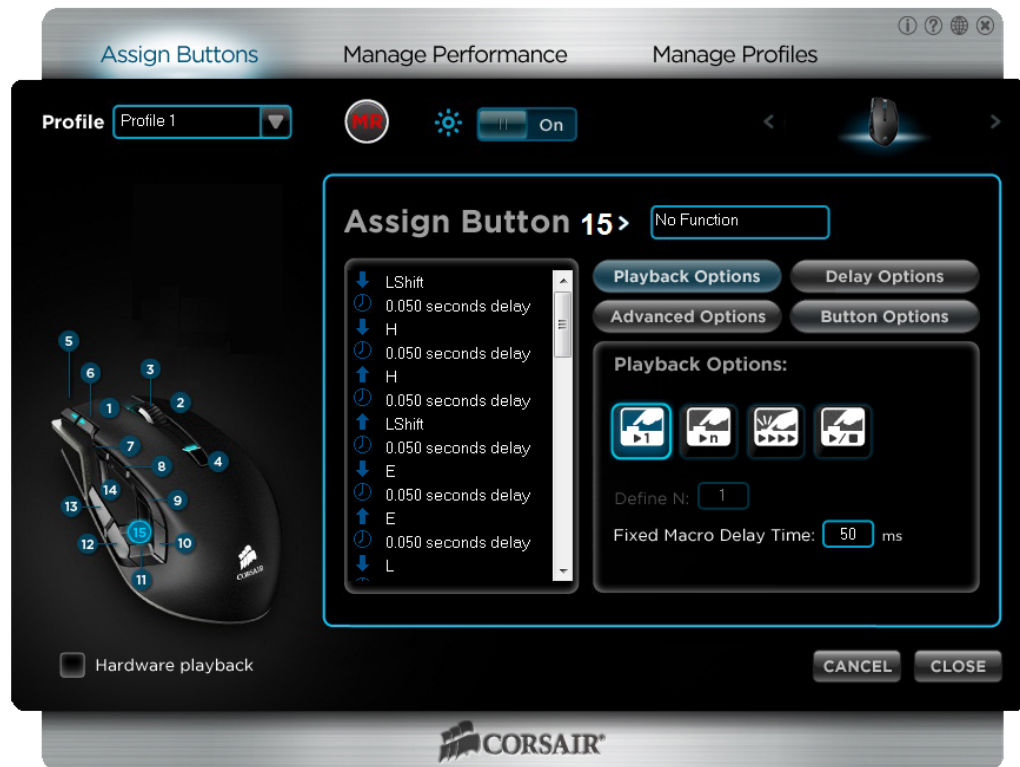 Assign Buttons
Manage Performance
Manage Profiles
Profile
Profile 1
MR
On
Assign Button 15 >
No Function
LShift
0.050 seconds delay
H
0.050 seconds delay
H
0.050 seconds delay
LShift
0.050 seconds delay
E
0.050 seconds delay
E
0.050 seconds delay
L
Playback Options
Delay Options
Advanced Options
Button Options
Playback Options:
1
n
Define N: 1
Fixed Macro Delay Time: 50 ms
5
6
3
1
2
7
4
8
14
9
13
15
12
10
11
CORSAIR
Hardware playback
CANCEL
CLOSE
CORSAIR